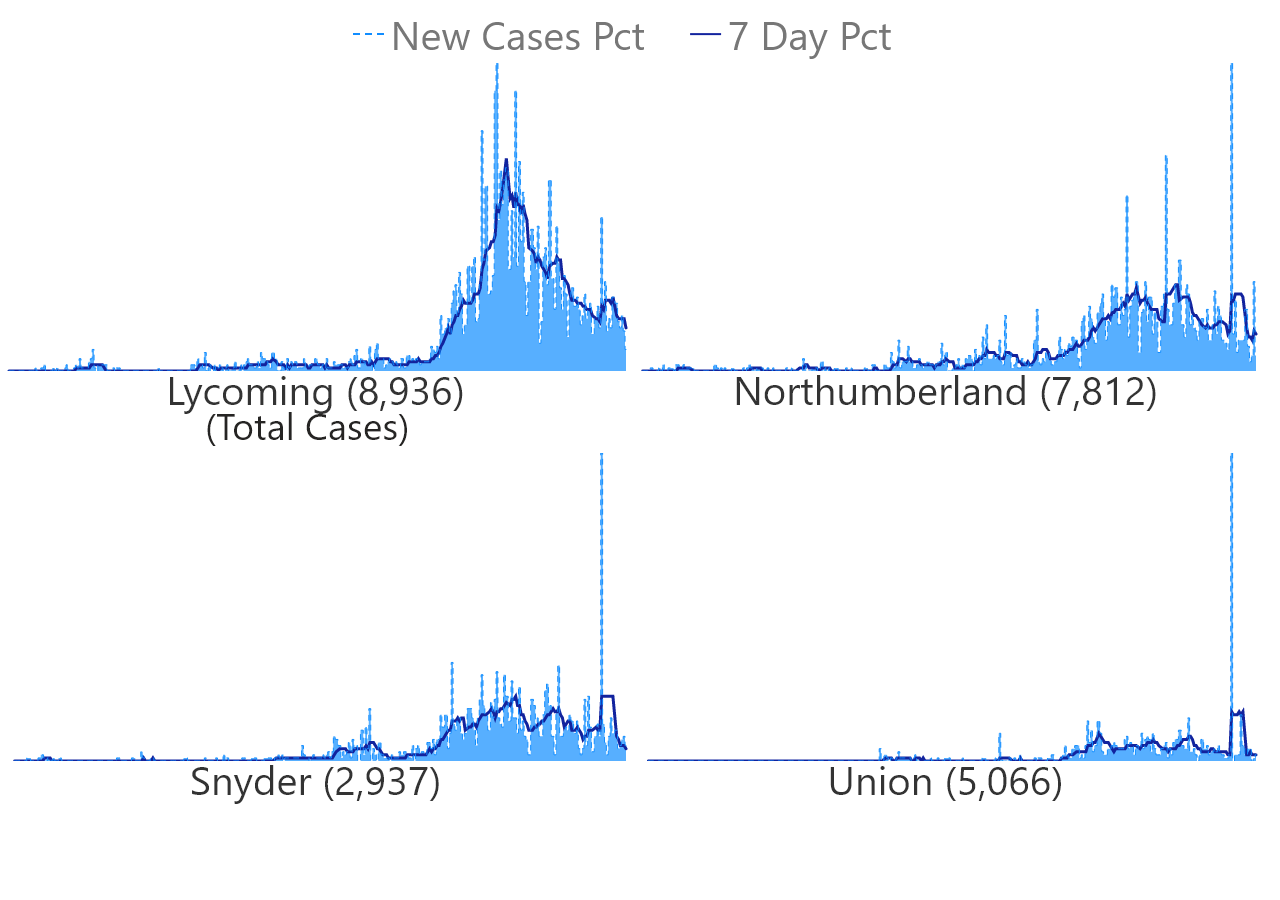 New Cases Pct 7 Day Pct
Lycoming (8,936)
(Total Cases)
Northumberland (7,812)
Snyder (2,937)
Union (5,066)